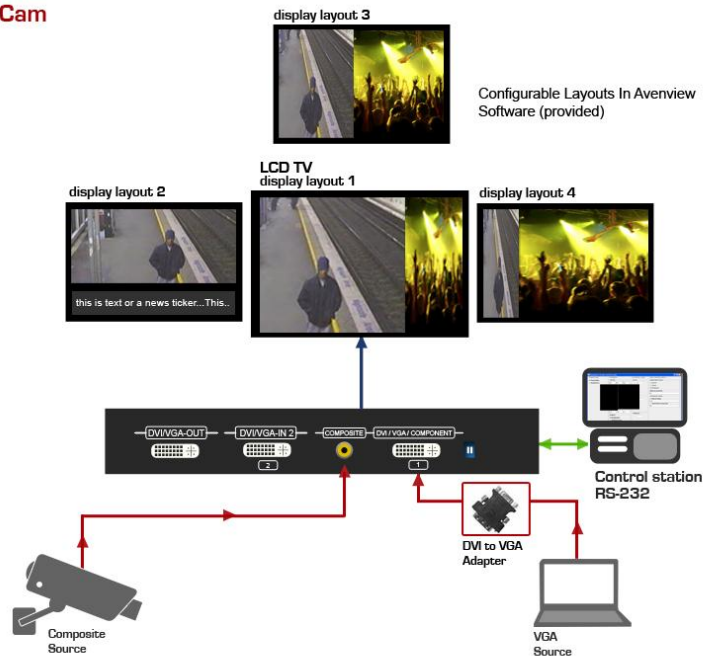 Cam
display layout 3
Configurable Layouts In Avenview
Software (provided)
LCD TV
display layout 1
display layout 2
display layout 4
this is text or a news ticker...This..
DVI/VGA-OUT
DVI/VGA-IN 2
COMPOSITE
DVI / VGA / COMPONENT
2
1
Control station
RS-232
DVI to VGA
Adapter
Composite
Source
VGA
Source